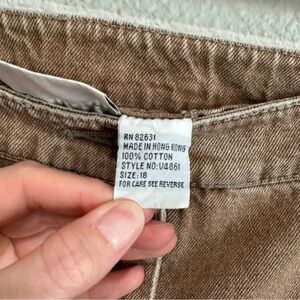 RN 82631
MADE IN HONG KONG
100% COTTON
STYLE NO: U4861
SIZE: 18
FOR CARE SEE REVERSE